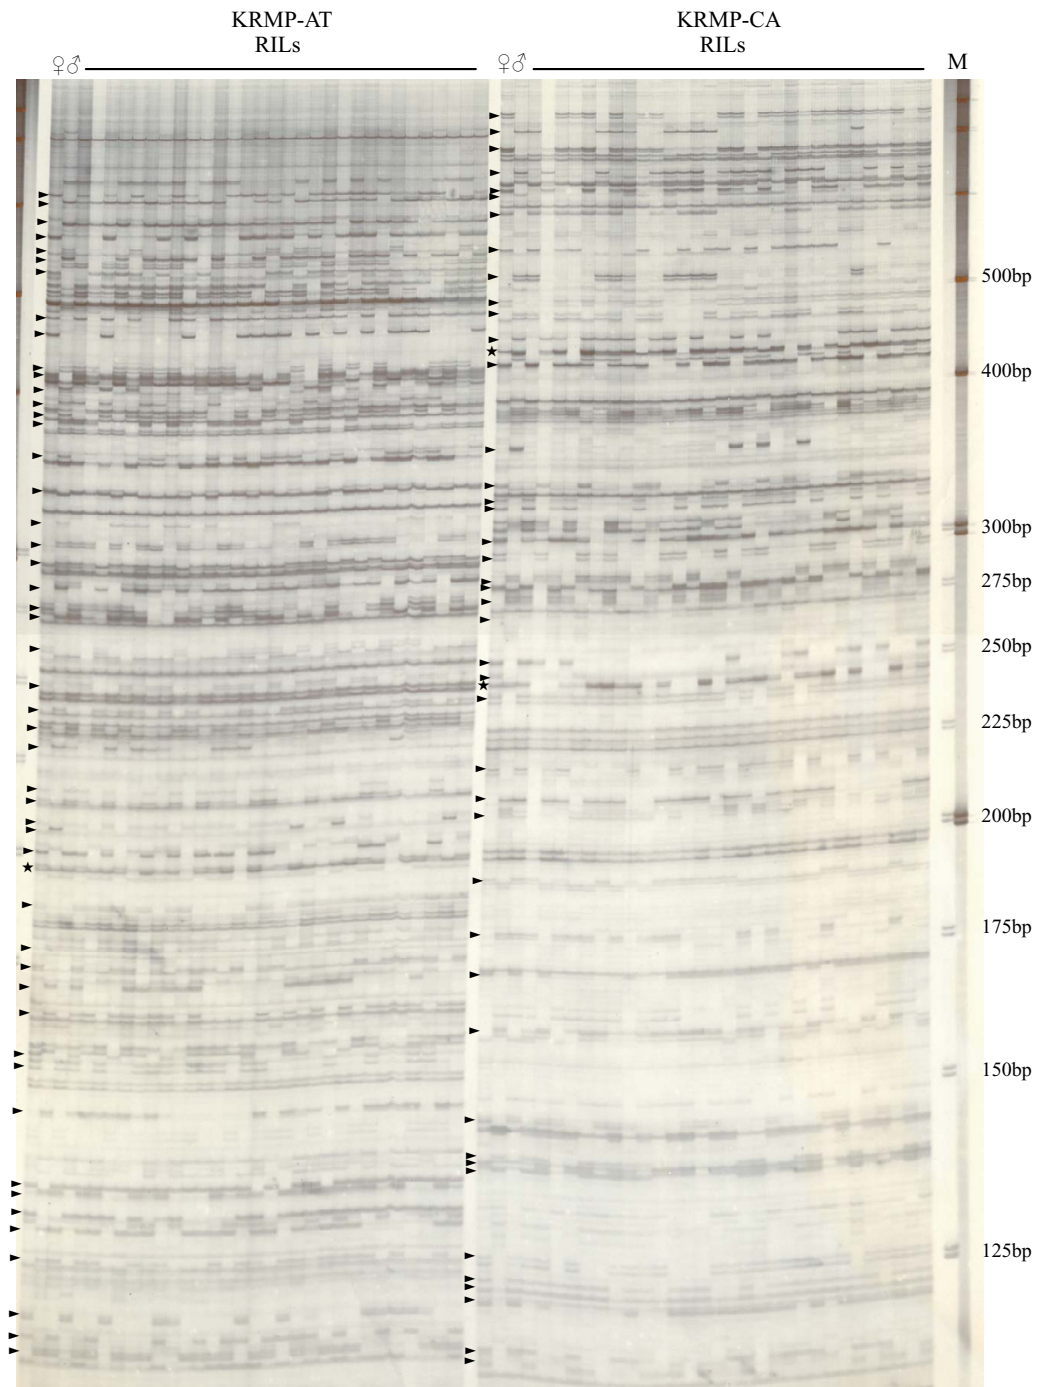 KRMP-AT
RILs
♀♂
KRMP-CA
RILs
♀♂
M
500bp
400bp
300bp
275bp
250bp
225bp
200bp
175bp
150bp
125bp